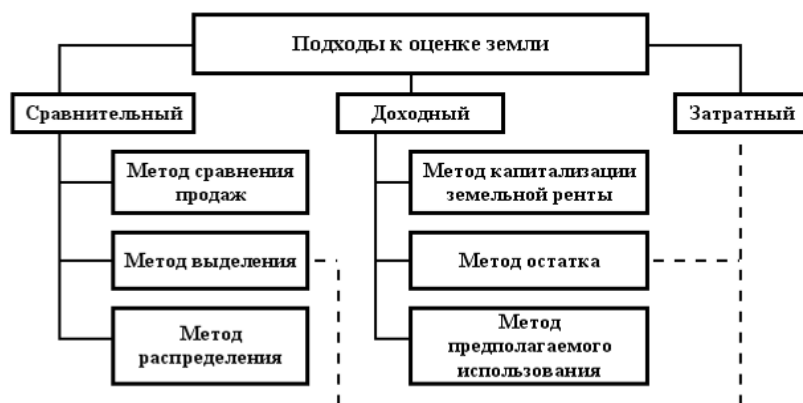 Подходы к оценке земли
Сравнительный
Доходный
Затратный
Метод сравнения
продаж
Метод капитализации
земельной ренты
Метод выделения
Метод остатка
Метод
распределения
Метод
предполагаемого
использования